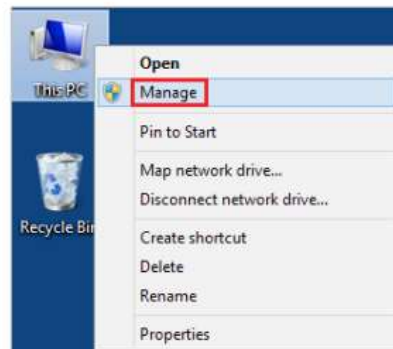 This PC
Open
Manage
Pin to Start
Map network drive...
Disconnect network drive...
Recycle Bin
Create shortcut
Delete
Rename
Properties